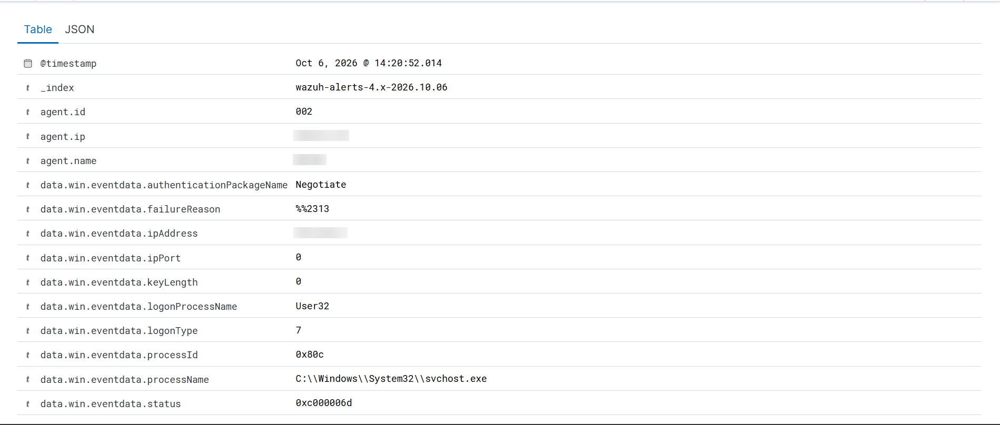 Table JSON
@timestamp Oct 6, 2026 @ 14:20:52.014
t _index wazuh-alerts-4.x-2026.10.06
t agent.id 002
t agent.ip
t agent.name
t data.win.eventdata.authenticationPackageName Negotiate
t data.win.eventdata.failureReason %%2313
t data.win.eventdata.ipAddress
t data.win.eventdata.ipPort 0
t data.win.eventdata.keyLength 0
t data.win.eventdata.logonProcessName User32
t data.win.eventdata.logonType 7
t data.win.eventdata.processId 0x80c
t data.win.eventdata.processName C:\\Windows\\System32\\svchost.exe
t data.win.eventdata.status 0xc000006d